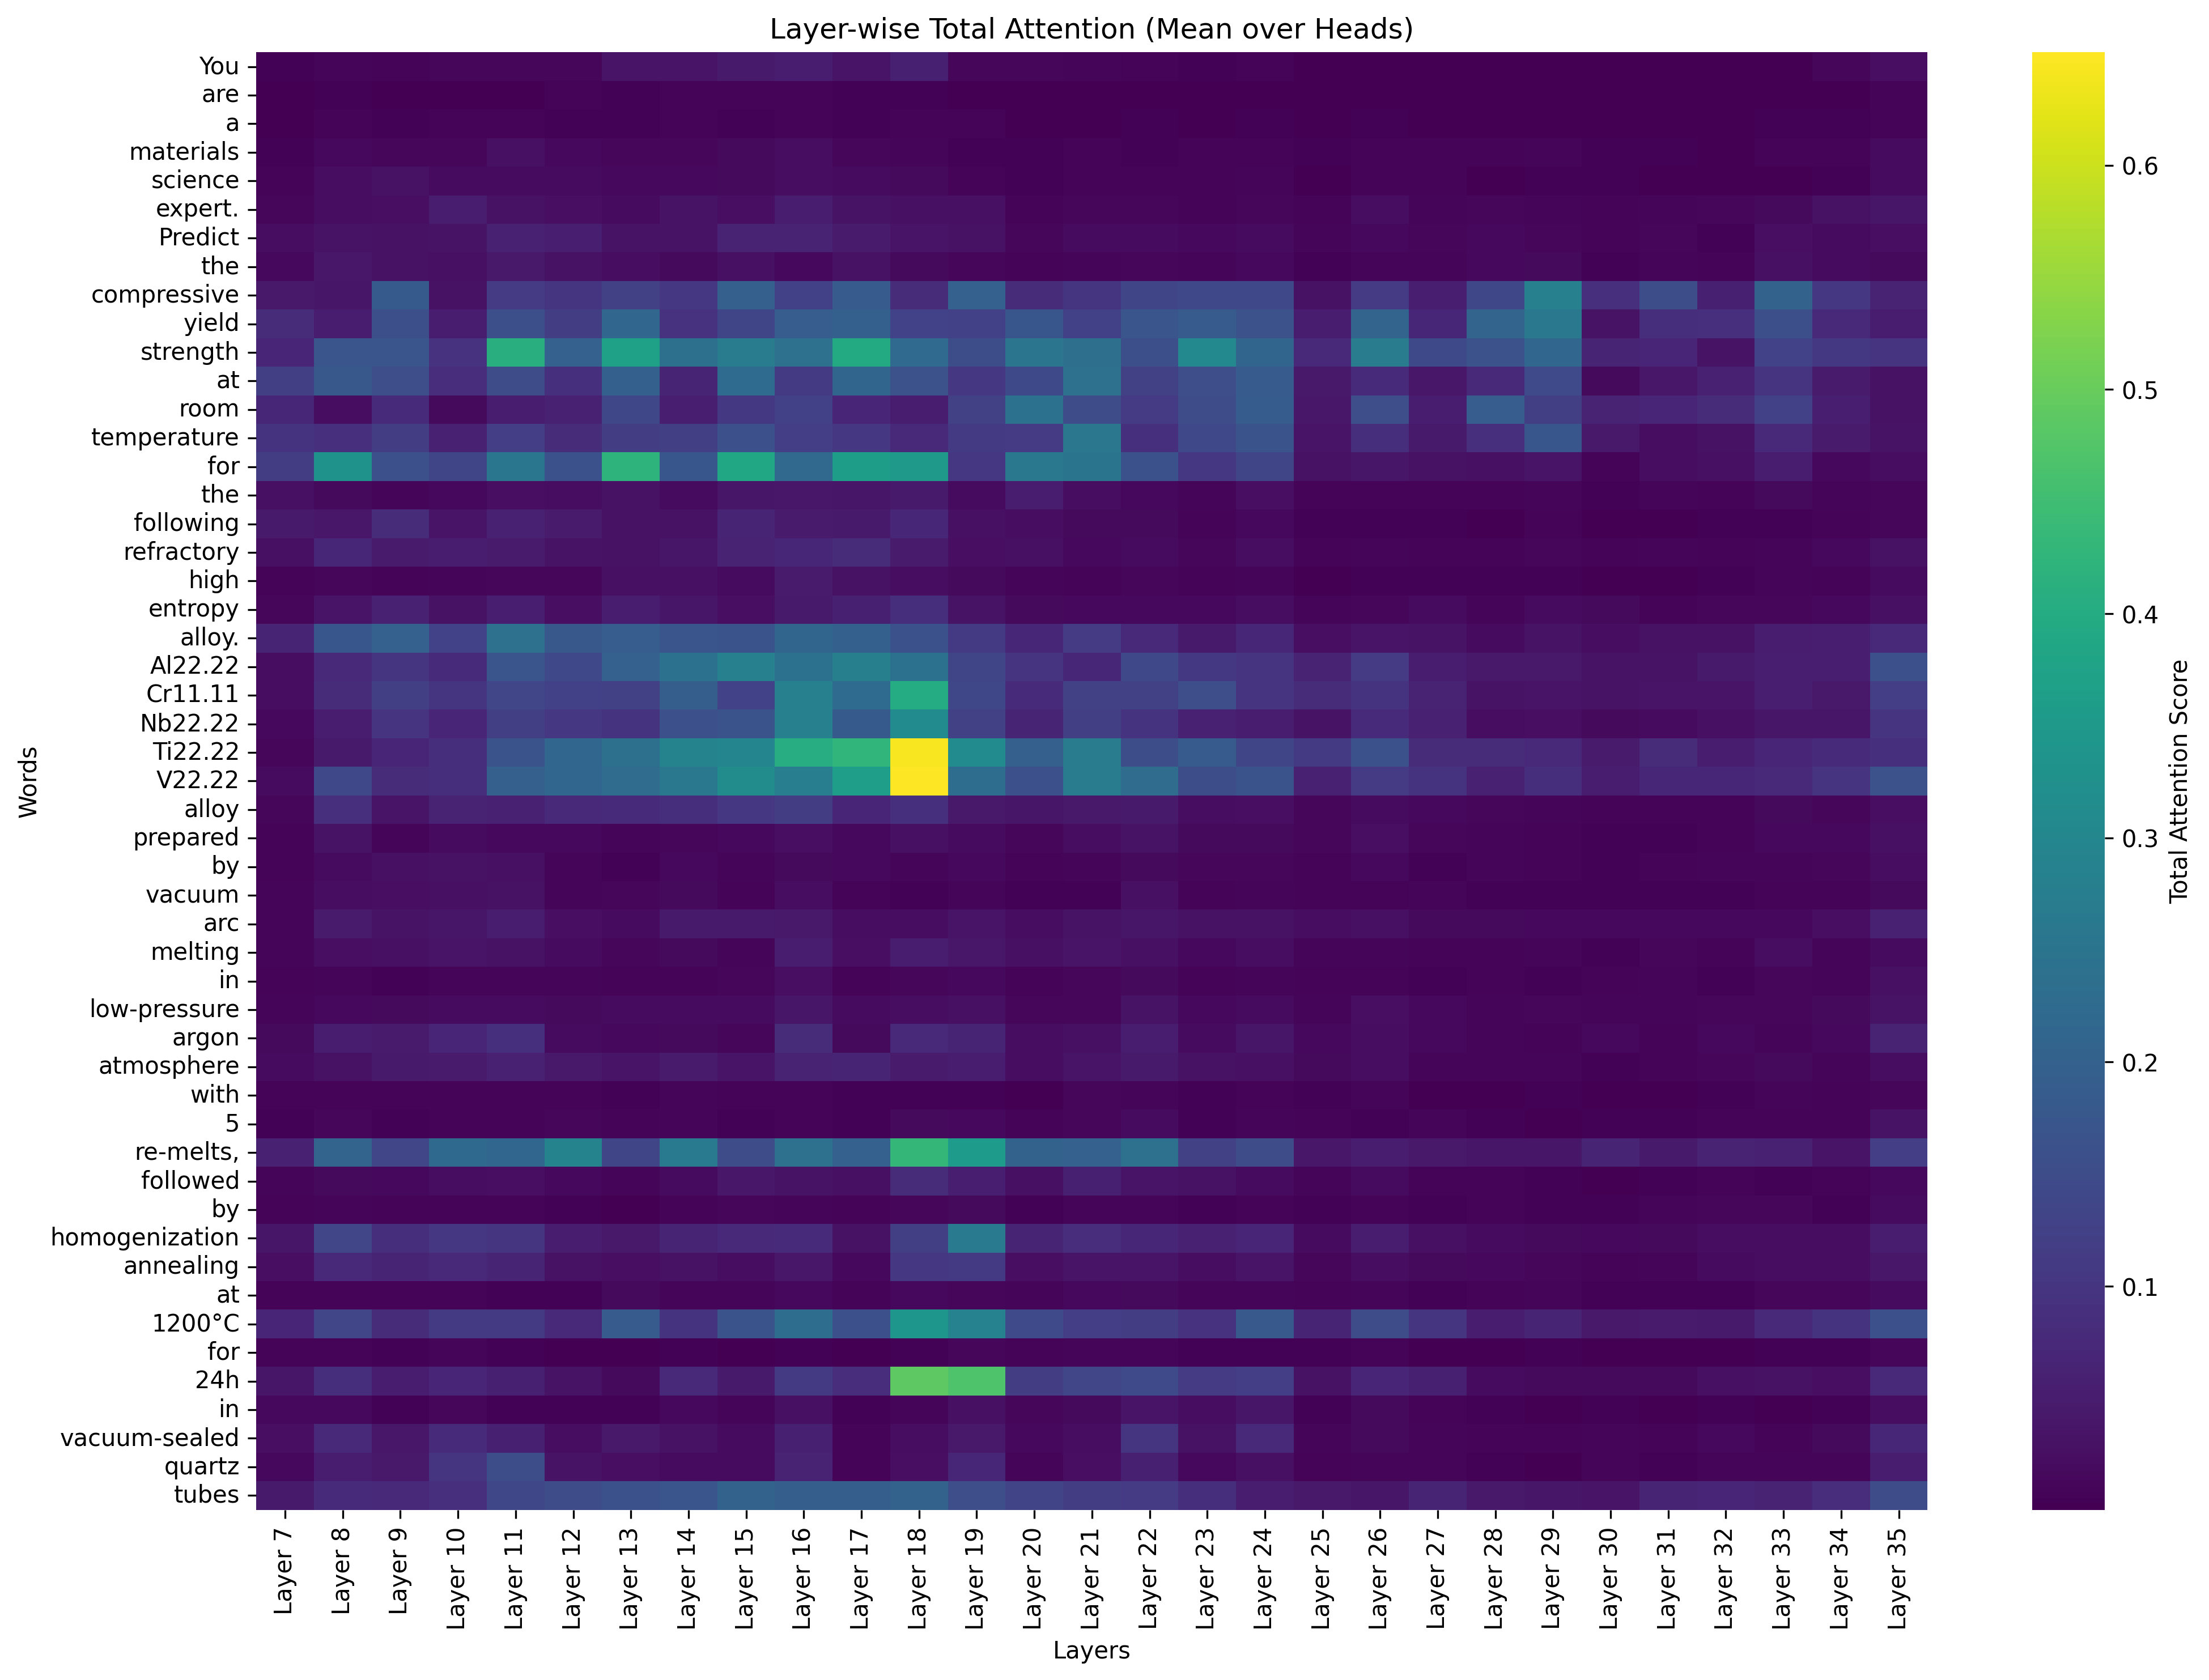 Layer-wise Total Attention (Mean over Heads)
You
are
a
materials
science
expert.
Predict
the
compressive
yield
strength
at
room
temperature
for
the
following
refractory
high
entropy
alloy.
Al22.22
Cr11.11
Nb22.22
Ti22.22
V22.22
alloy
prepared
by
vacuum
arc
melting
in
low-pressure
argon
atmosphere
with
5
re-melts,
followed
by
homogenization
annealing
at
1200°C
for
24h
in
vacuum-sealed
quartz
tubes
Words
Layer 7
Layer 8
Layer 9
Layer 10
Layer 11
Layer 12
Layer 13
Layer 14
Layer 15
Layer 16
Layer 17
Layer 18
Layer 19
Layer 20
Layer 21
Layer 22
Layer 23
Layer 24
Layer 25
Layer 26
Layer 27
Layer 28
Layer 29
Layer 30
Layer 31
Layer 32
Layer 33
Layer 34
Layer 35
Layers
0.6
0.5
0.4
0.3
0.2
0.1
Total Attention Score